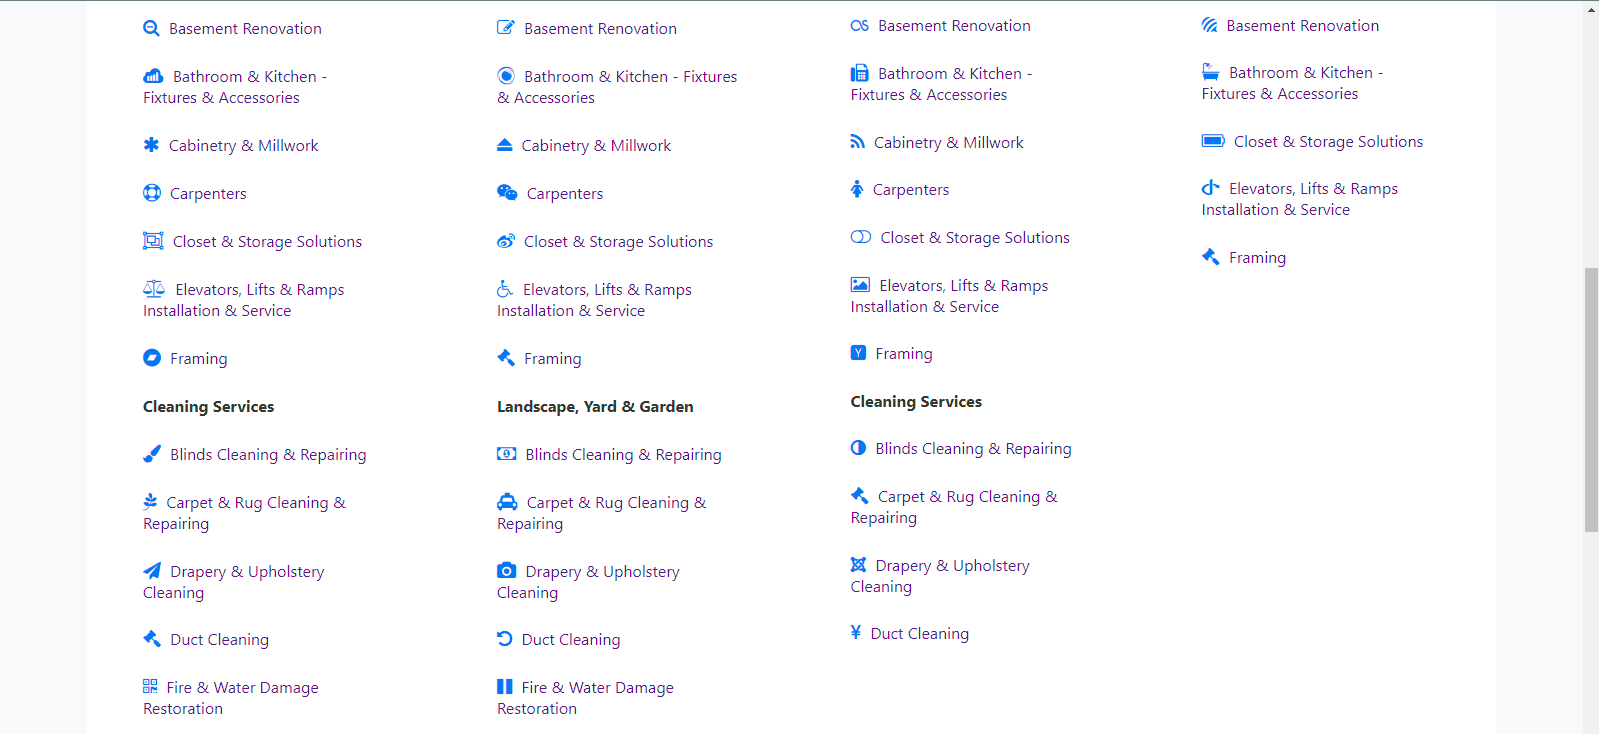 Basement Renovation
Bathroom & Kitchen -
Fixtures & Accessories
Cabinetry & Millwork
Carpenters
Closet & Storage Solutions
Elevators, Lifts & Ramps
Installation & Service
Framing
Cleaning Services
Blinds Cleaning & Repairing
Carpet & Rug Cleaning &
Repairing
Drapery & Upholstery
Cleaning
Duct Cleaning
Fire & Water Damage
Restoration
Basement Renovation
Bathroom & Kitchen - Fixtures
& Accessories
Cabinetry & Millwork
Carpenters
Closet & Storage Solutions
Elevators, Lifts & Ramps
Installation & Service
Framing
Landscape, Yard & Garden
Blinds Cleaning & Repairing
Carpet & Rug Cleaning &
Repairing
Drapery & Upholstery
Cleaning
Duct Cleaning
Fire & Water Damage
Restoration
Basement Renovation
Bathroom & Kitchen -
Fixtures & Accessories
Cabinetry & Millwork
Carpenters
Closet & Storage Solutions
Elevators, Lifts & Ramps
Installation & Service
Framing
Cleaning Services
Blinds Cleaning & Repairing
Carpet & Rug Cleaning &
Repairing
Drapery & Upholstery
Cleaning
Duct Cleaning
Basement Renovation
Bathroom & Kitchen -
Fixtures & Accessories
Closet & Storage Solutions
Elevators, Lifts & Ramps
Installation & Service
Framing